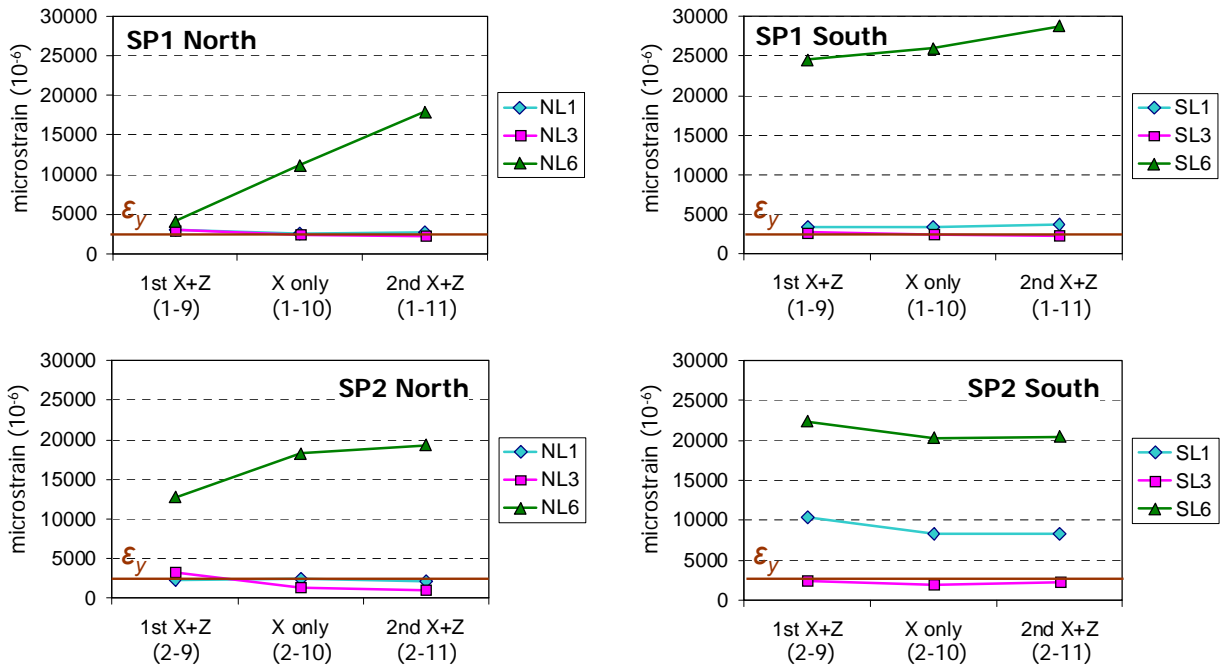 SP1 North
microstrain (10-6)
30000
25000
20000
15000
10000
5000
0
εy
1st X+Z
(1-9)
X only
(1-10)
2nd X+Z
(1-11)
NL1
NL3
NL6
SP1 South
microstrain (10-6)
30000
25000
20000
15000
10000
5000
0
εy
1st X+Z
(1-9)
X only
(1-10)
2nd X+Z
(1-11)
SL1
SL3
SL6
SP2 North
microstrain (10-6)
30000
25000
20000
15000
10000
5000
0
εy
1st X+Z
(2-9)
X only
(2-10)
2nd X+Z
(2-11)
NL1
NL3
NL6
SP2 South
microstrain (10-6)
30000
25000
20000
15000
10000
5000
0
εy
1st X+Z
(2-9)
X only
(2-10)
2nd X+Z
(2-11)
SL1
SL3
SL6